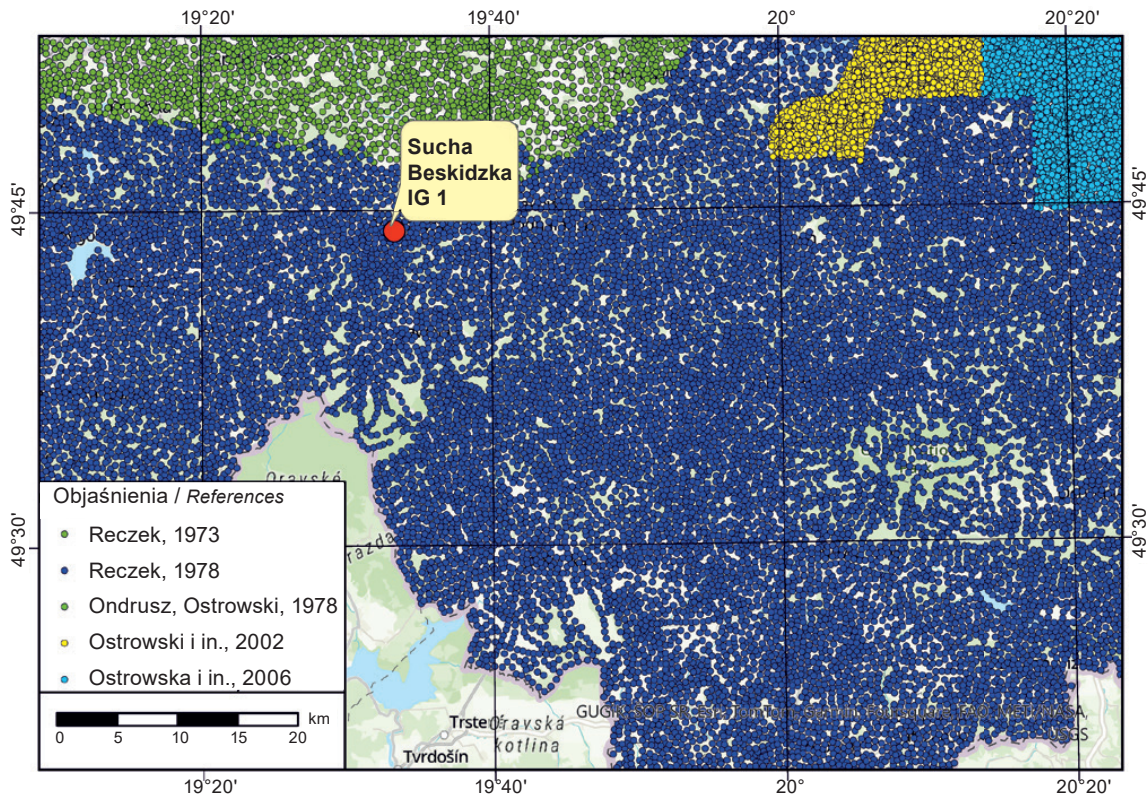 19°20' 19°40' 20° 20°20'
49°45' 49°45'
Sucha
Beskidzka
IG 1
49°30' 49°30'
Oravské
Objaśnienia / References
Reczek, 1973
Reczek, 1978
Ondrusz, Ostrowski, 1978
Ostrowski i in., 2002
Ostrowska i in., 2006
km
0 5 10 15 20
Oravská
kotlina
Tvrdošín
USGS
19°20' 19°40' 20° 20°20'